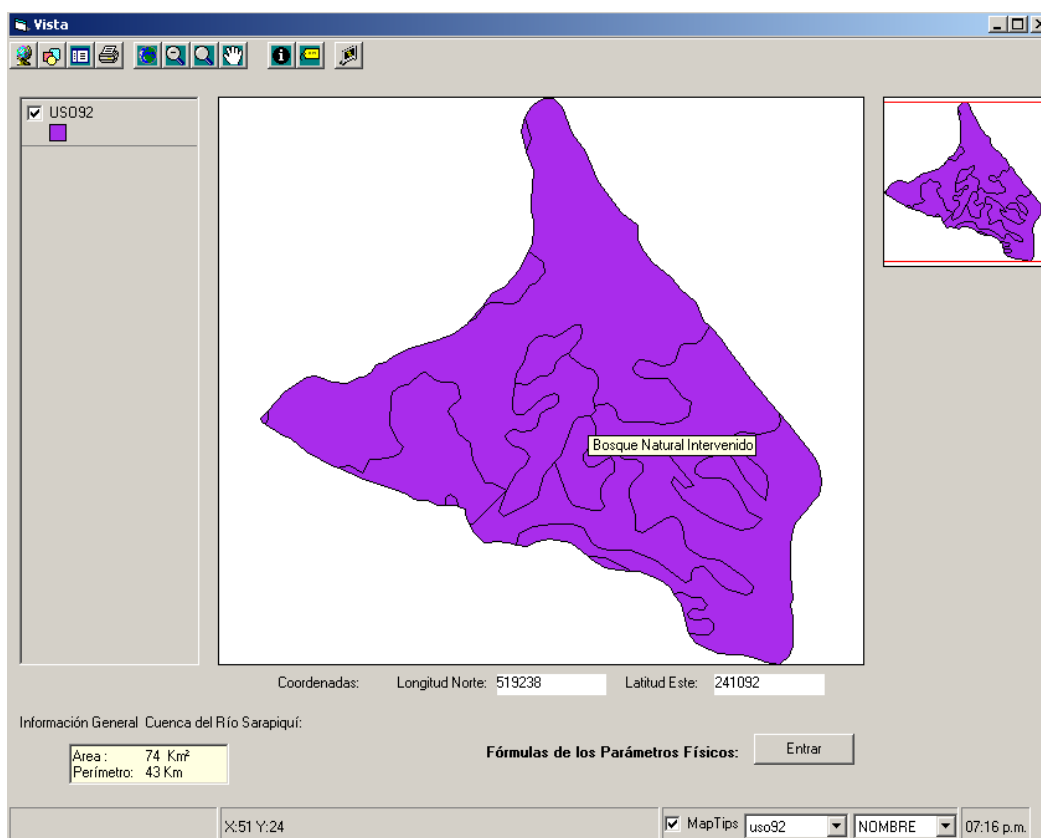 Vista
USO92
Bosque Natural Intervenido
Coordenadas: Longitud Norte: 519238 Latitud Este: 241092
Información General Cuenca del Río Sarapiquí:
Area : 74 Km²
Perímetro: 43 Km
Fórmulas de los Parámetros Físicos: Entrar
X:51 Y:24 MapTips uso92 NOMBRE 07:16 p.m.